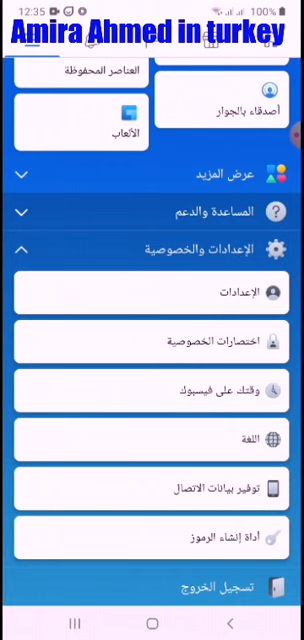 12:35
100%
Amira Ahmed in turkey
العناصر المحفوظة
أصدقاء بالجوار
الألعاب
عرض المزيد
المساعدة والدعم
الإعدادات والخصوصية
الإعدادات
اختصارات الخصوصية
وقتك على فيسبوك
اللغة
توفير بيانات الاتصال
أداة إنشاء الرموز
تسجيل الخروج